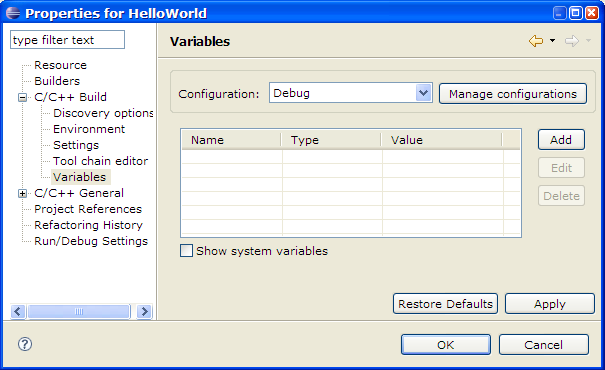 Properties for HelloWorld
type filter text
Variables
Resource
Builders
C/C++ Build
Discovery options
Environment
Settings
Tool chain editor
Variables
C/C++ General
Project References
Refactoring History
Run/Debug Settings
Configuration: Debug Manage configurations
Name Type Value
Add
Edit
Delete
Show system variables
Restore Defaults Apply
? OK Cancel